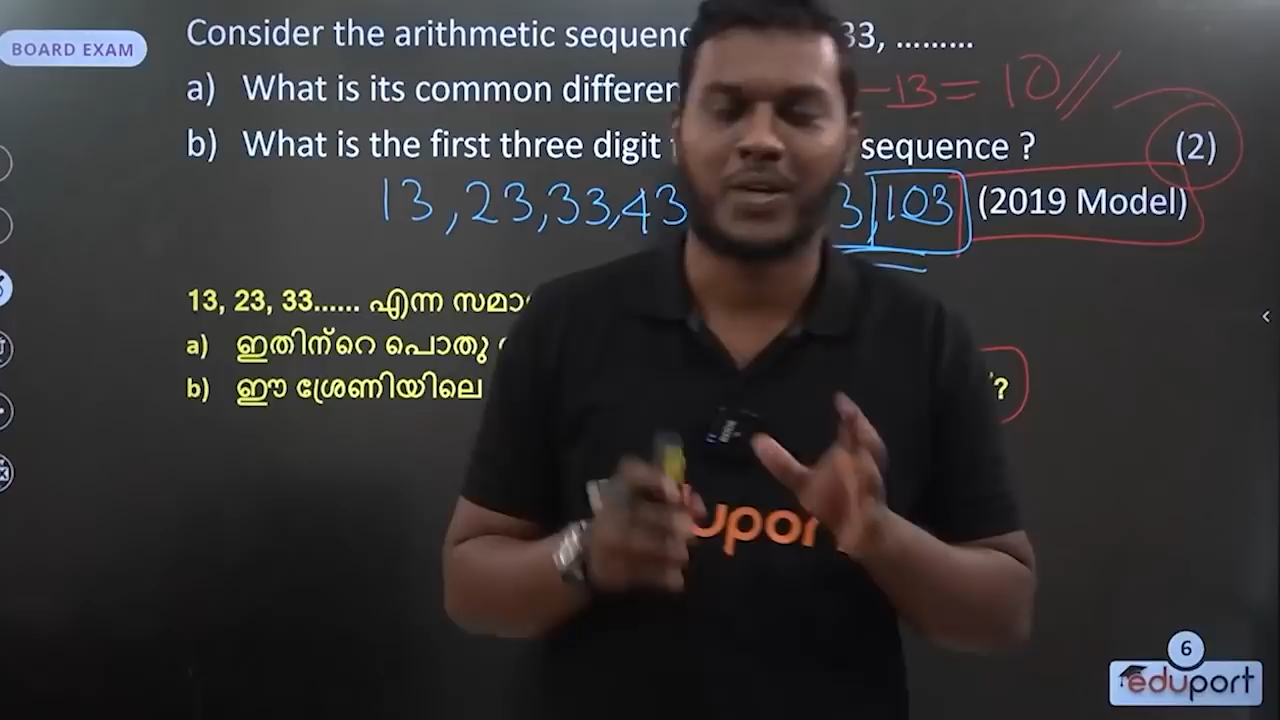 BOARD EXAM
Consider the arithmetic sequenc 33, .........
a) What is its common differen –13 = 10//
b) What is the first three digit sequence ? (2)
13, 23, 33, 43 3, 103 (2019 Model)
13, 23, 33...... എന്ന സമാ
a) ഇതിന്റെ പൊതു
b) ഈ ശ്രേണിയിലെ ?
upor
6
eduport